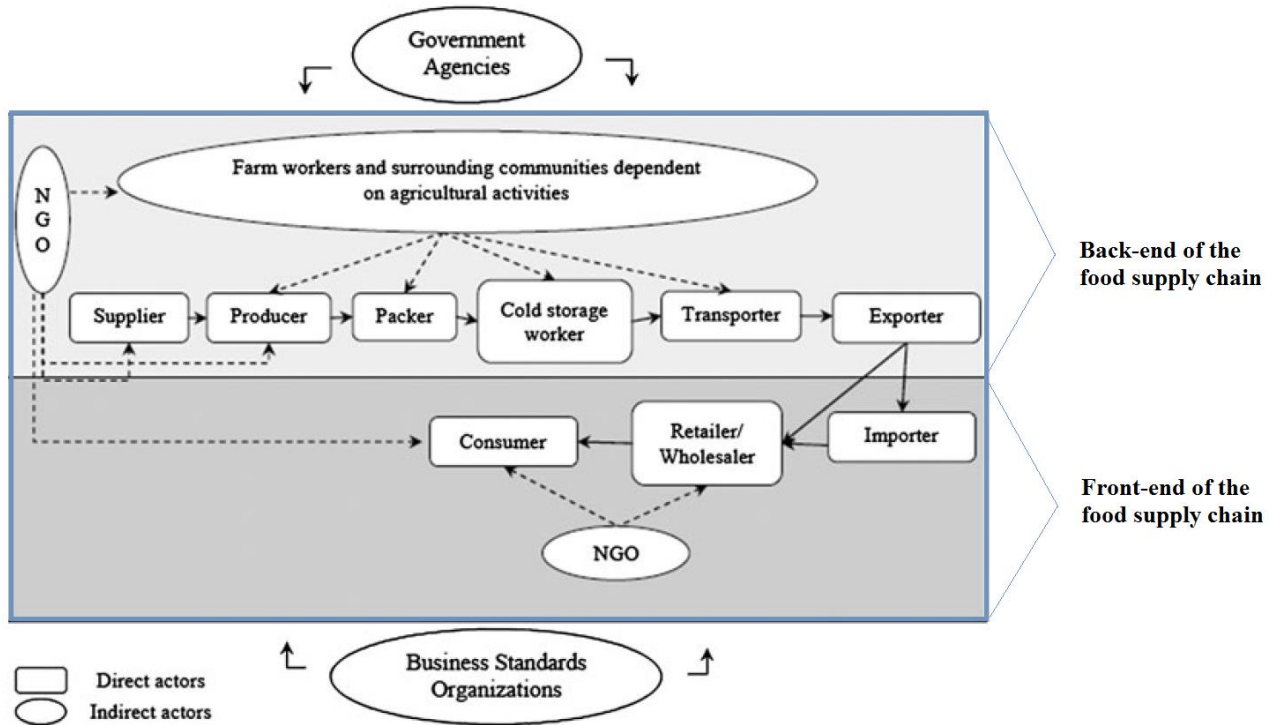 Government
Agencies
N
G
O
Farm workers and surrounding communities dependent
on agricultural activities
Supplier
Producer
Packer
Cold storage
worker
Transporter
Exporter
Back-end of the
food supply chain
Consumer
Retailer/
Wholesaler
Importer
NGO
Front-end of the
food supply chain
Business Standards
Organizations
Direct actors
Indirect actors